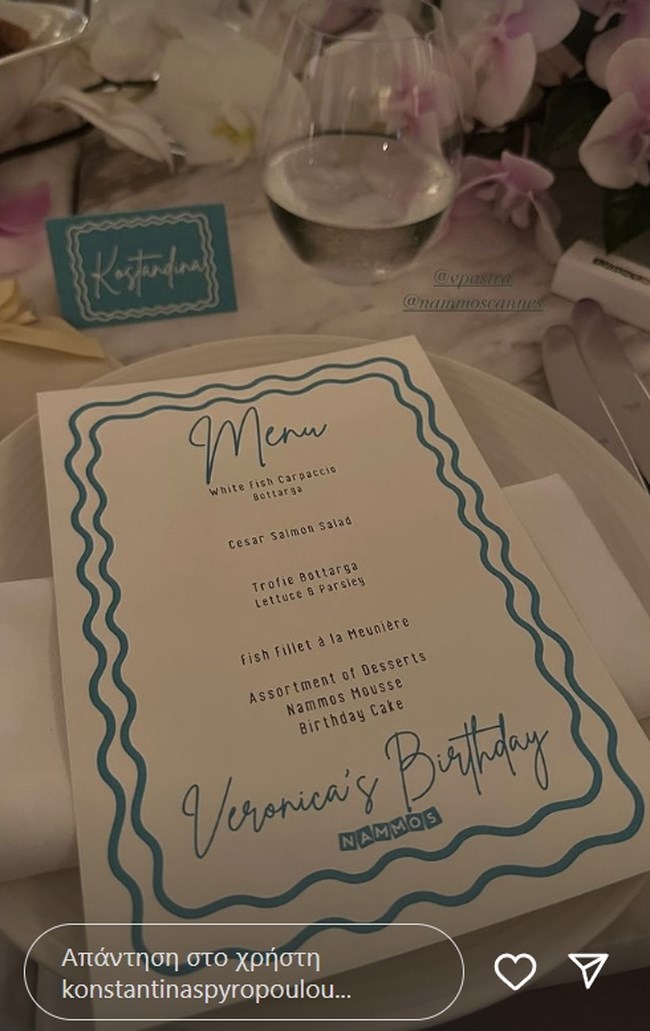 Kostandina
@vpasira
@nammoscannes
Menu
White Fish Carpaccio
Bottarga
Cesar Salmon Salad
Trofie Bottarga
Lettuce & Parsley
Fish Fillet à la Meunière
Assortment of Desserts
Nammos Mousse
Birthday Cake
Veronica's Birthday
NAMMOS
Απάντηση στο χρήστη
konstantinaspyropoulou...